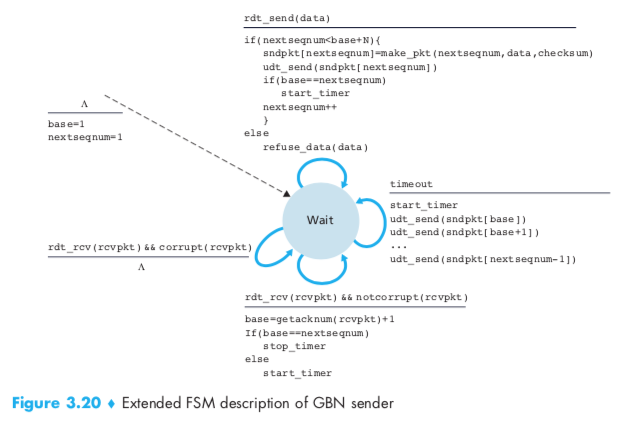 rdt_send(data)
if(nextseqnum<base+N){
sndpkt[nextseqnum]=make_pkt(nextseqnum,data,checksum)
udt_send(sndpkt[nextseqnum])
if(base==nextseqnum)
start_timer
nextseqnum++
}
else
refuse_data(data)
Λ
base=1
nextseqnum=1
Wait
timeout
start_timer
udt_send(sndpkt[base])
udt_send(sndpkt[base+1])
...
udt_send(sndpkt[nextseqnum-1])
rdt_rcv(rcvpkt) && corrupt(rcvpkt)
Λ
rdt_rcv(rcvpkt) && notcorrupt(rcvpkt)
base=getacknum(rcvpkt)+1
If(base==nextseqnum)
stop_timer
else
start_timer
Figure 3.20 ♦ Extended FSM description of GBN sender